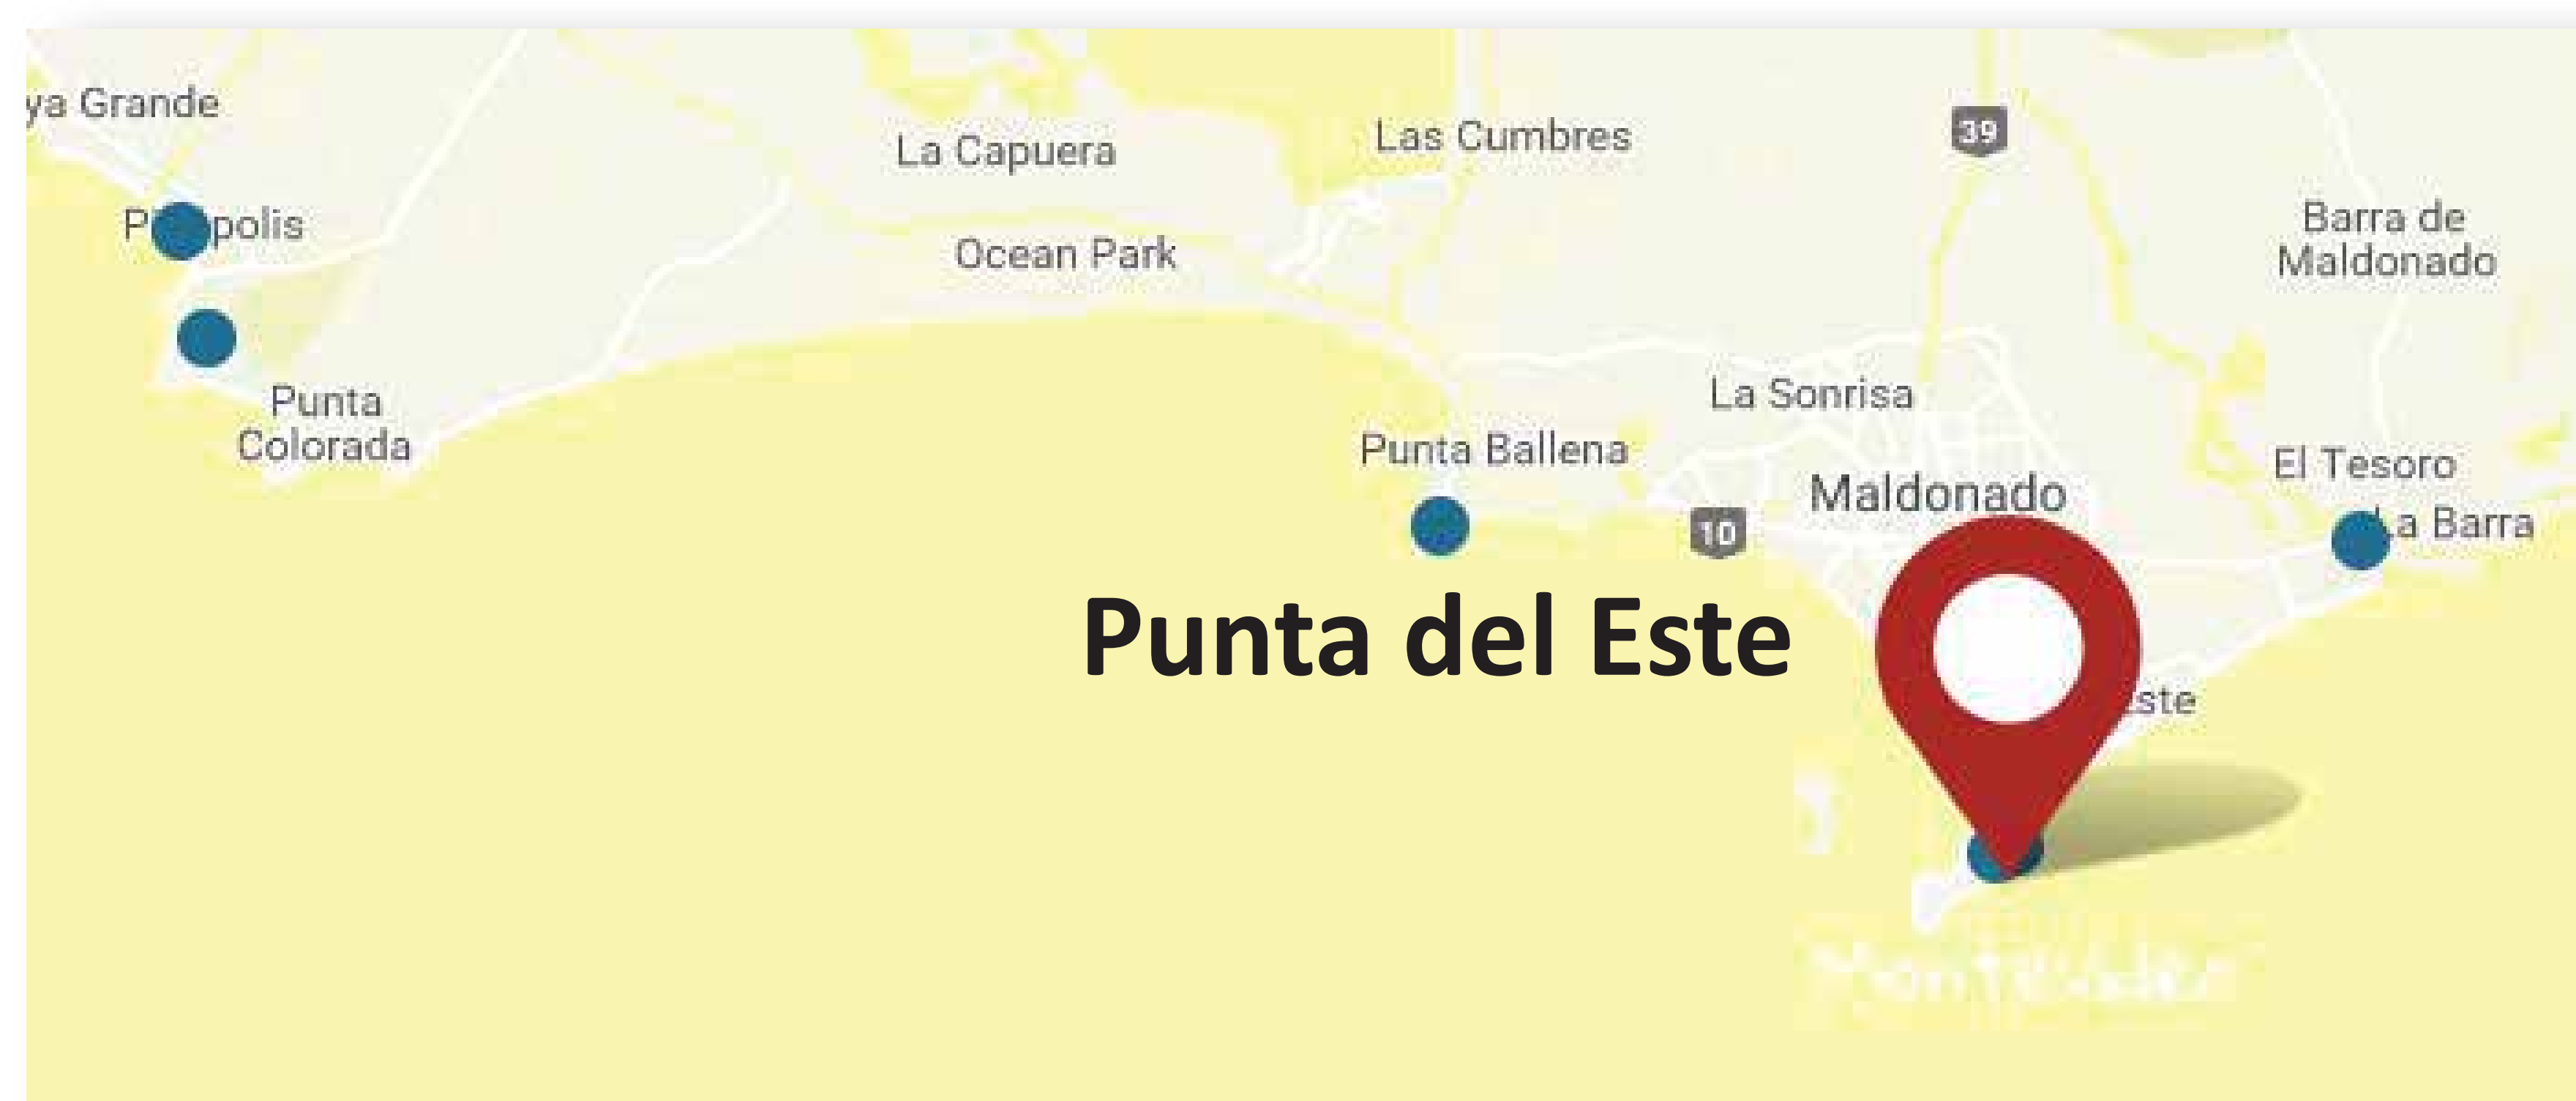 ya Grande
Las Cumbres
39
La Capuera
P polis
Barra de
Maldonado
Ocean Park
La Sonrisa
Punta
Colorada
Punta Ballena
El Tesoro
Maldonado
La Barra
10
Punta del Este
ste